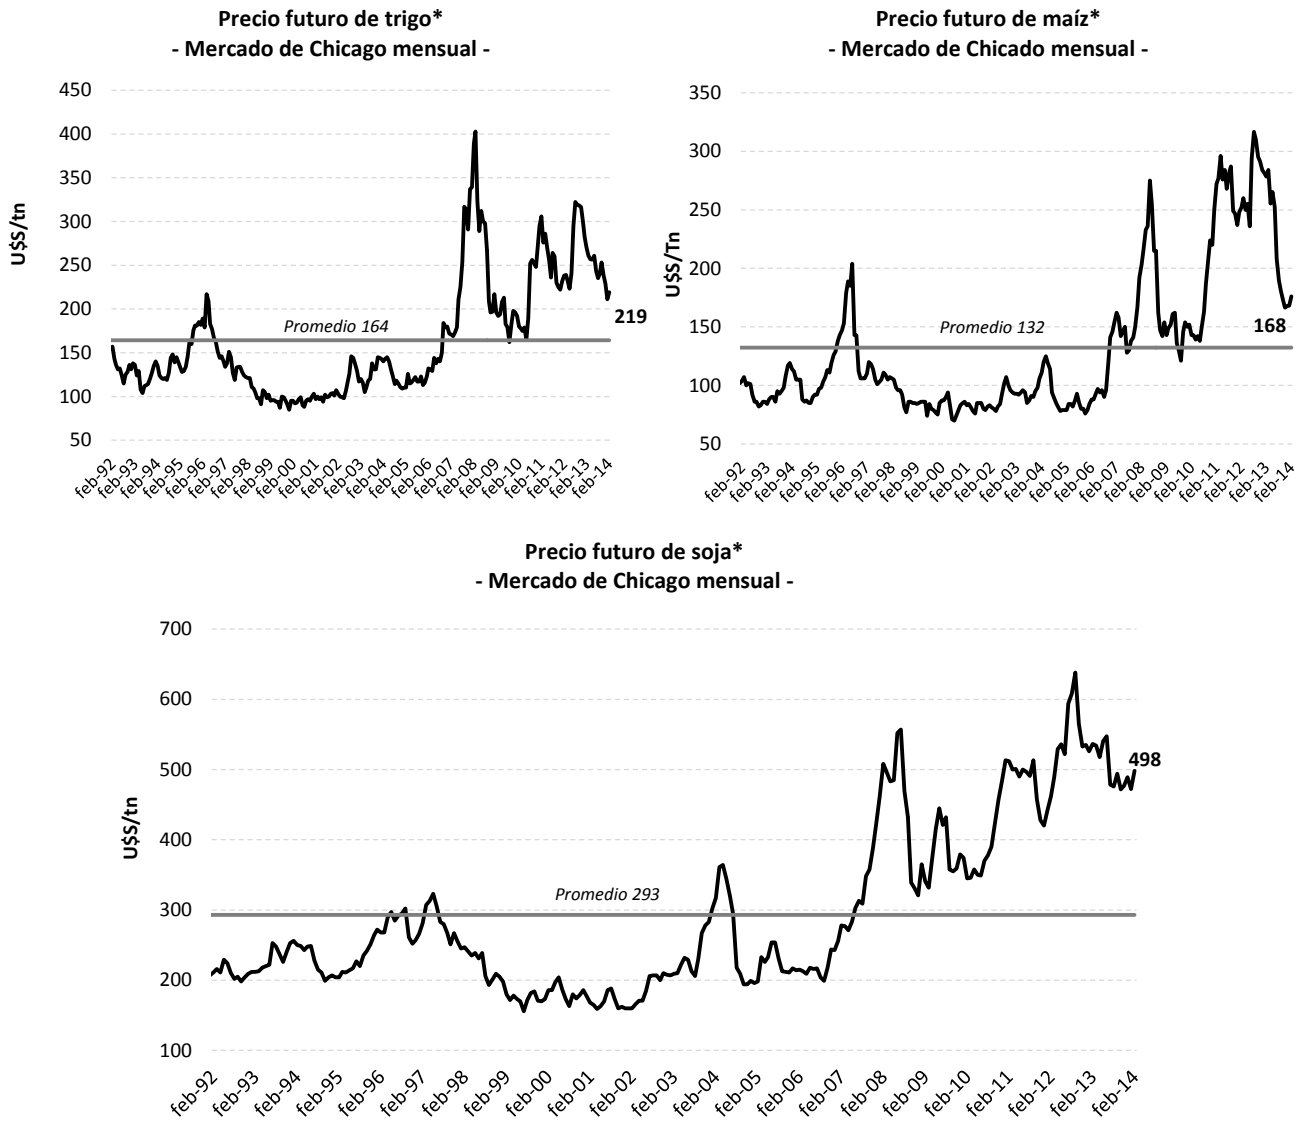 Precio futuro de trigo*
- Mercado de Chicago mensual -
U$S/tn
450
400
350
300
250
200
150
100
50
Promedio 164
219
feb-92
feb-93
feb-94
feb-95
feb-96
feb-97
feb-98
feb-99
feb-00
feb-01
feb-02
feb-03
feb-04
feb-05
feb-06
feb-07
feb-08
feb-09
feb-10
feb-11
feb-12
feb-13
feb-14
Precio futuro de maíz*
- Mercado de Chicado mensual -
U$S/Tn
350
300
250
200
150
100
50
Promedio 132
168
feb-92
feb-93
feb-94
feb-95
feb-96
feb-97
feb-98
feb-99
feb-00
feb-01
feb-02
feb-03
feb-04
feb-05
feb-06
feb-07
feb-08
feb-09
feb-10
feb-11
feb-12
feb-13
feb-14
Precio futuro de soja*
- Mercado de Chicago mensual -
U$S/tn
700
600
500
400
300
200
100
Promedio 293
498
feb-92
feb-93
feb-94
feb-95
feb-96
feb-97
feb-98
feb-99
feb-00
feb-01
feb-02
feb-03
feb-04
feb-05
feb-06
feb-07
feb-08
feb-09
feb-10
feb-11
feb-12
feb-13
feb-14